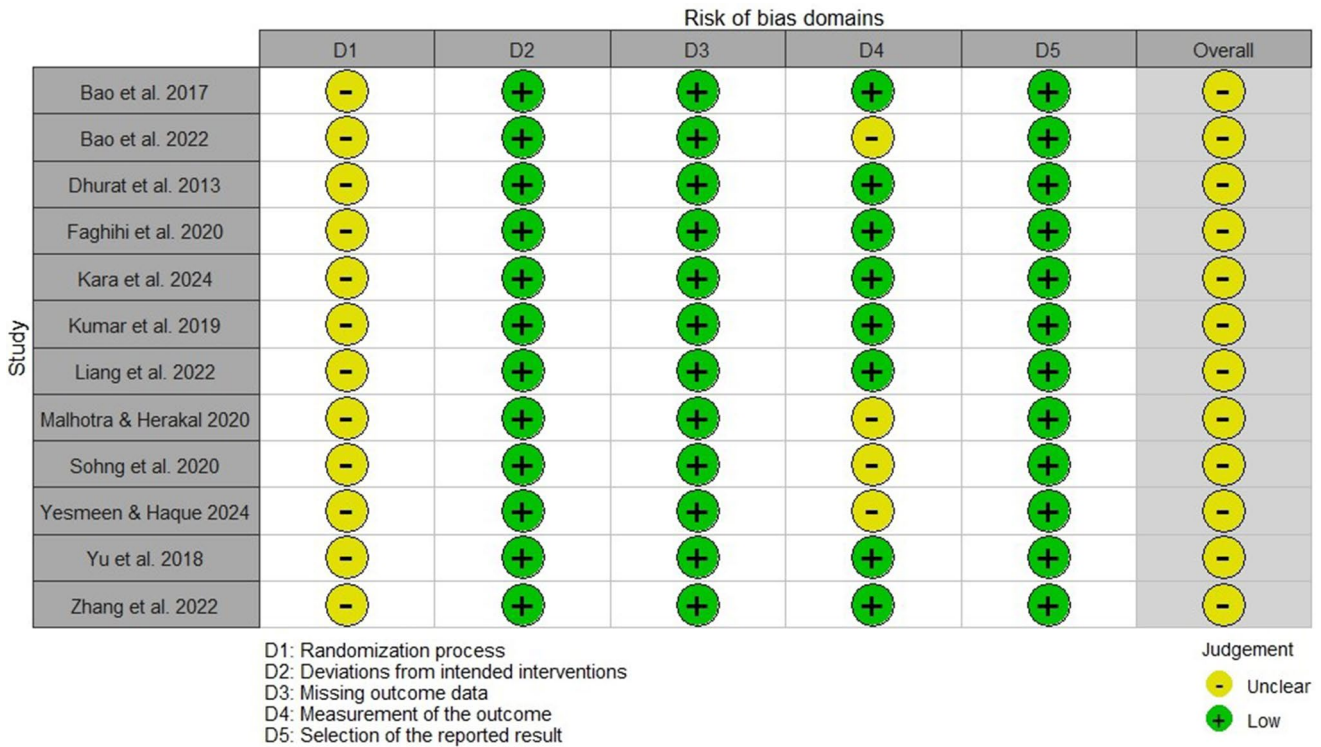 Risk of bias domains
D1 D2 D3 D4 D5 Overall
Study
Bao et al. 2017 - + + + + -
Bao et al. 2022 - + + - + -
Dhurat et al. 2013 - + + + + -
Faghihi et al. 2020 - + + + + -
Kara et al. 2024 - + + + + -
Kumar et al. 2019 - + + + + -
Liang et al. 2022 - + + + + -
Malhotra & Herakal 2020 - + + - + -
Sohng et al. 2020 - + + - + -
Yesmeen & Haque 2024 - + + - + -
Yu et al. 2018 - + + + + -
Zhang et al. 2022 - + + + + -
D1: Randomization process
D2: Deviations from intended interventions
D3: Missing outcome data
D4: Measurement of the outcome
D5: Selection of the reported result
Judgement
- Unclear
+ Low